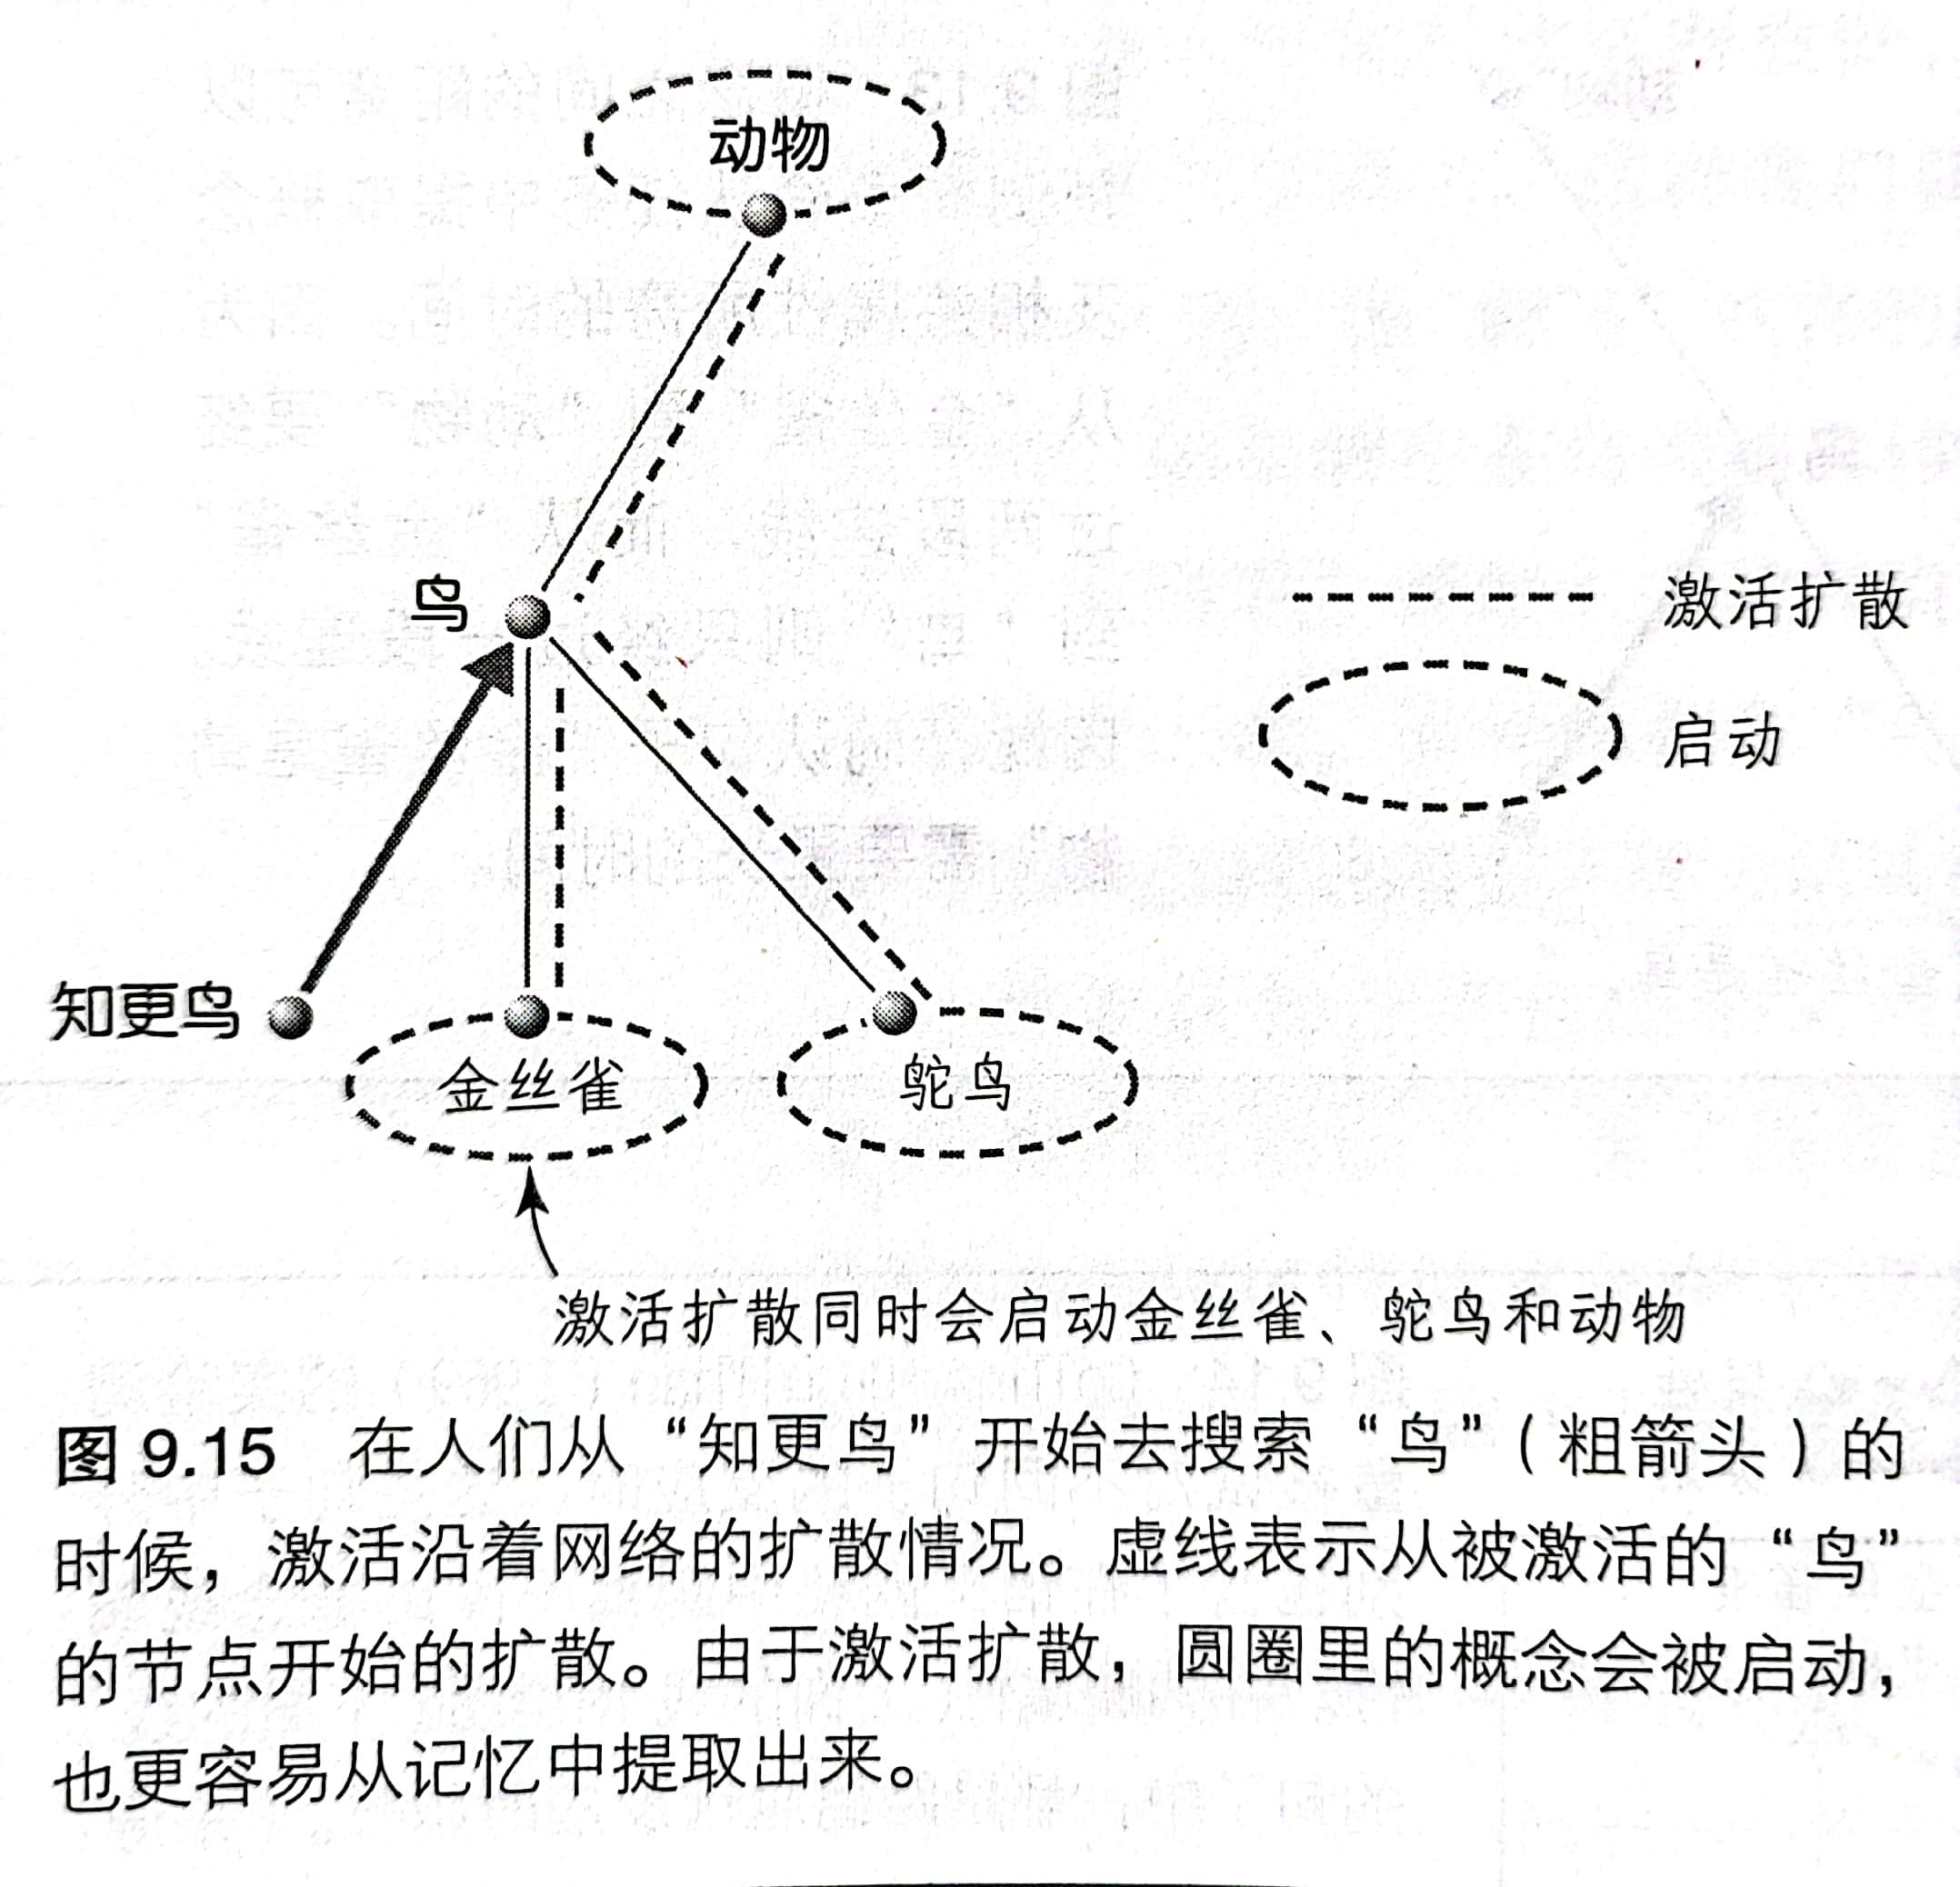 动物
鸟
激活扩散
启动
知更鸟
金丝雀
鸵鸟
激活扩散同时会启动金丝雀、鸵鸟和动物
图 9.15 在人们从“知更鸟”开始去搜索“鸟”(粗箭头)的
时候，激活沿着网络的扩散情况。虚线表示从被激活的“鸟”
的节点开始的扩散。由于激活扩散，圆圈里的概念会被启动，
也更容易从记忆中提取出来。